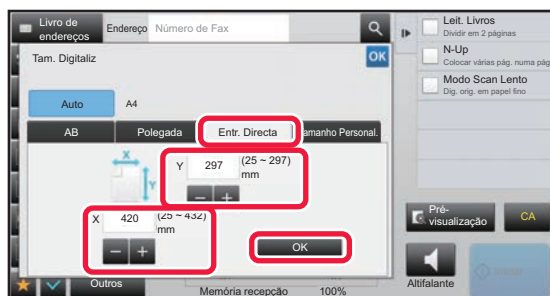 Livro de
endereços
Endereço
Número de Fax
Leit. Livros
Dividir em 2 páginas
Tam. Digitaliz
OK
N-Up
Colocar várias pág. numa pág
Modo Scan Lento
Dig. orig. em papel fino
Auto
A4
AB
Polegada
Entr. Directa
amanho Personal.
X
Y
Y
297
(25 ~ 297)
mm
X
420
(25 ~ 432)
mm
OK
Pré-
visualização
CA
Outros
Memória recepção
100%
Altifalante